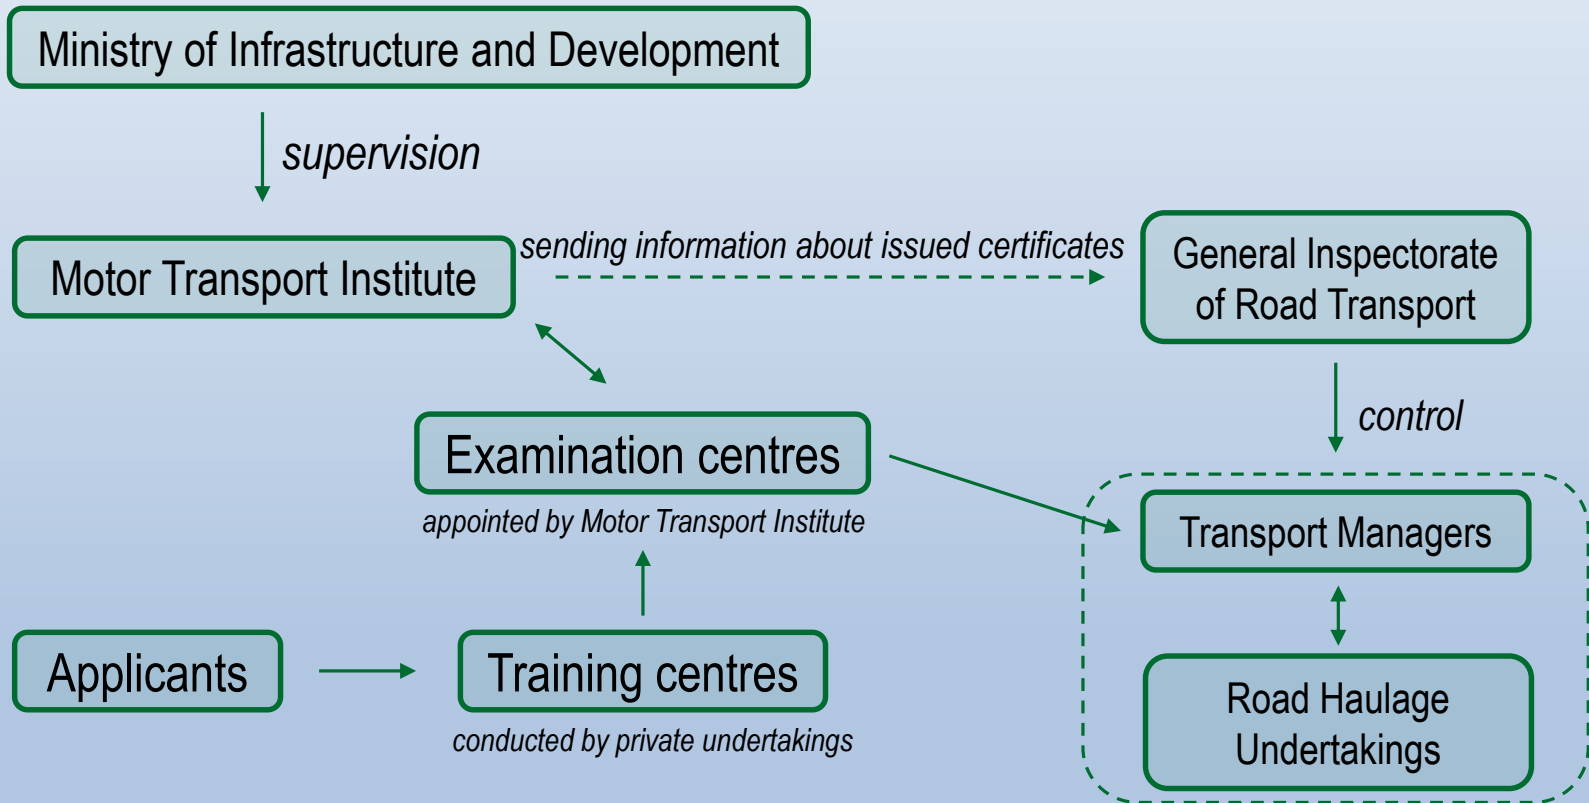 Ministry of Infrastructure and Development
supervision
Motor Transport Institute
sending information about issued certificates
General Inspectorate
of Road Transport
control
Examination centres
appointed by Motor Transport Institute
Transport Managers
Applicants
Training centres
conducted by private undertakings
Road Haulage
Undertakings